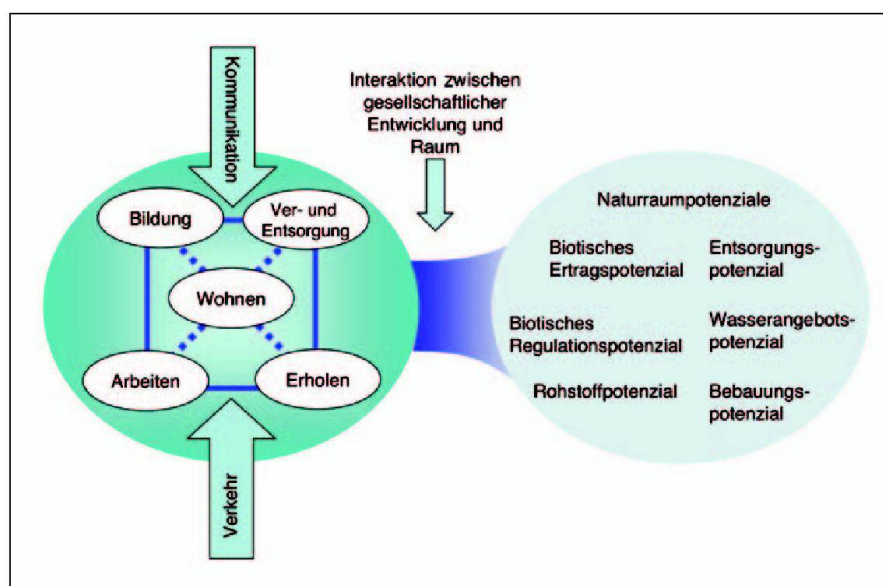 Kommunikation
Interaktion zwischen
gesellschaftlicher
Entwicklung und
Raum
Bildung
Ver- und
Entsorgung
Wohnen
Arbeiten
Erholen
Verkehr
Naturraumpotenziale
Biotisches
Ertragspotenzial
Entsorgungs-
potenzial
Biotisches
Regulationspotenzial
Wasserangebots-
potenzial
Rohstoffpotenzial
Bebauungs-
potenzial